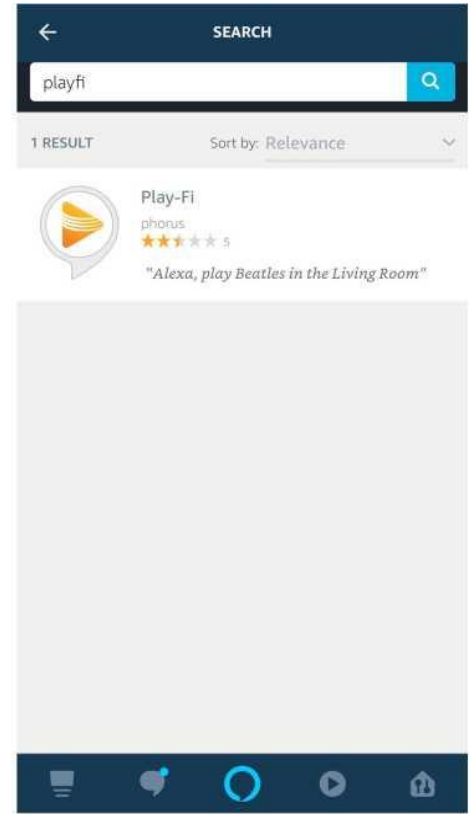 SEARCH
playfi
1 RESULT
Sort by: Relevance
Play-Fi
phorus
5
"Alexa, play Beatles in the Living Room"